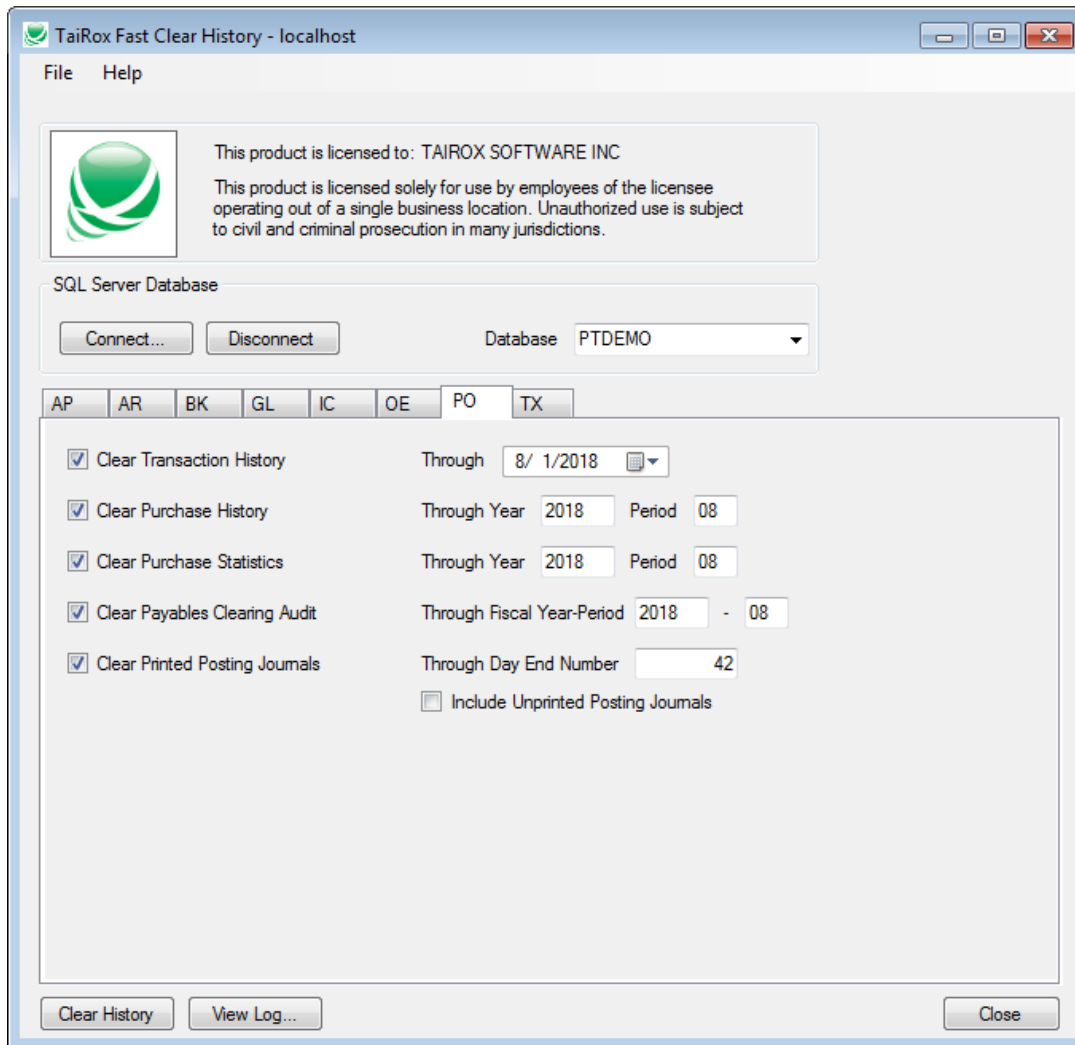 TaiRox Fast Clear History - localhost
File Help
This product is licensed to: TAIROX SOFTWARE INC
This product is licensed solely for use by employees of the licensee
operating out of a single business location. Unauthorized use is subject
to civil and criminal prosecution in many jurisdictions.
SQL Server Database
Connect... Disconnect Database PTDEMO
AP AR BK GL IC OE PO TX
Clear Transaction History Through 8/ 1/2018
Clear Purchase History Through Year 2018 Period 08
Clear Purchase Statistics Through Year 2018 Period 08
Clear Payables Clearing Audit Through Fiscal Year-Period 2018 - 08
Clear Printed Posting Journals Through Day End Number 42
Include Unprinted Posting Journals
Clear History View Log... Close